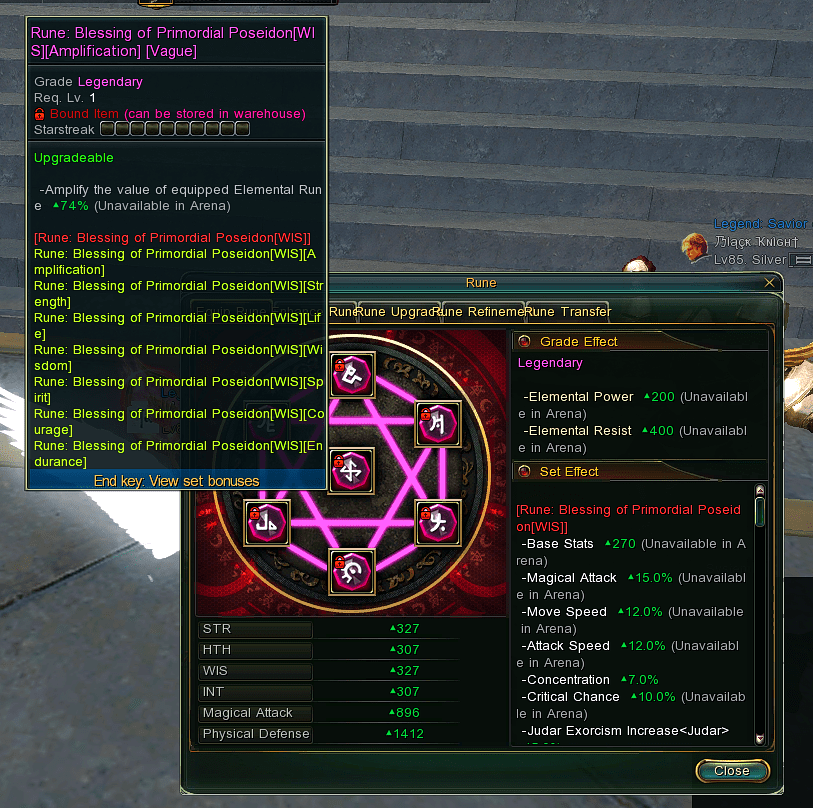 Rune: Blessing of Primordial Poseidon[WI
S][Amplification] [Vague]
Grade Legendary
Req. Lv. 1
Bound Item (can be stored in warehouse)
Starstreak
Upgradeable
-Amplify the value of equipped Elemental Run
e ▲74% (Unavailable in Arena)
[Rune: Blessing of Primordial Poseidon[WIS]]
Rune: Blessing of Primordial Poseidon[WIS][A
mplification]
Rune: Blessing of Primordial Poseidon[WIS][Str
ength]
Rune: Blessing of Primordial Poseidon[WIS][Lif
e]
Rune: Blessing of Primordial Poseidon[WIS][Wi
sdom]
Rune: Blessing of Primordial Poseidon[WIS][Sp
irit]
Rune: Blessing of Primordial Poseidon[WIS][Co
urage]
Rune: Blessing of Primordial Poseidon[WIS][En
durance]
End key: View set bonuses
Legend: Savior
Lv85. Silver
Rune
Rune
Rune Upgrad
Rune Refineme
Rune Transfer
Grade Effect
Legendary
-Elemental Power ▲200 (Unavailabl
e in Arena)
-Elemental Resist ▲400 (Unavailabl
e in Arena)
Set Effect
[Rune: Blessing of Primordial Poseid
on[WIS]]
-Base Stats ▲270 (Unavailable in A
rena)
-Magical Attack ▲15.0% (Unavailabl
e in Arena)
-Move Speed ▲12.0% (Unavailable
in Arena)
-Attack Speed ▲12.0% (Unavailabl
e in Arena)
-Concentration ▲7.0%
-Critical Chance ▲10.0% (Unavailab
le in Arena)
-Judar Exorcism Increase<Judar>
STR ▲327
HTH ▲307
WIS ▲327
INT ▲307
Magical Attack ▲896
Physical Defense ▲1412
Close